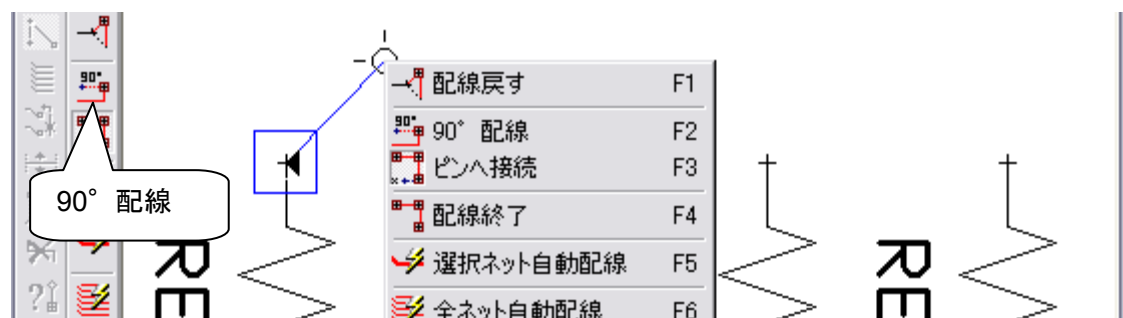 配線戻す F1
90°
90° 配線 F2
ピンへ接続 F3
90° 配線
配線終了 F4
選択ネット自動配線 F5
全ネット自動配線 F6
RE
RE